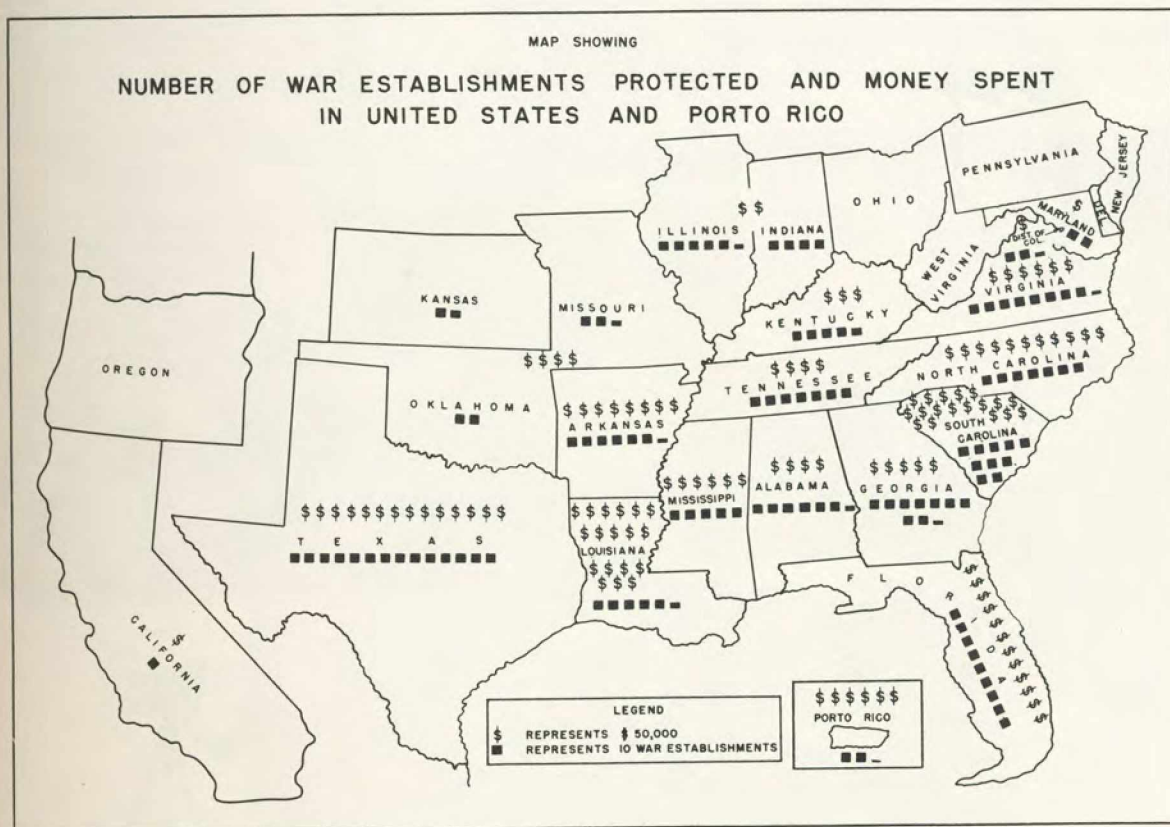 MAP SHOWING
NUMBER OF WAR ESTABLISHMENTS PROTECTED AND MONEY SPENT
IN UNITED STATES AND PORTO RICO
PENNSYLVANIA
NEW JERSEY
OHIO
ILLINOIS
INDIANA
DEL.
MARYLAND
DIST. OF
COL.
WEST
VIRGINIA
VIRGINIA
KANSAS
MISSOURI
KENTUCKY
OREGON
OKLAHOMA
ARKANSAS
TENNESSEE
NORTH CAROLINA
SOUTH
CAROLINA
MISSISSIPPI
ALABAMA
GEORGIA
TEXAS
LOUISIANA
FLORIDA
CALIFORNIA
LEGEND
$ REPRESENTS $ 50,000
■ REPRESENTS 10 WAR ESTABLISHMENTS
PORTO RICO